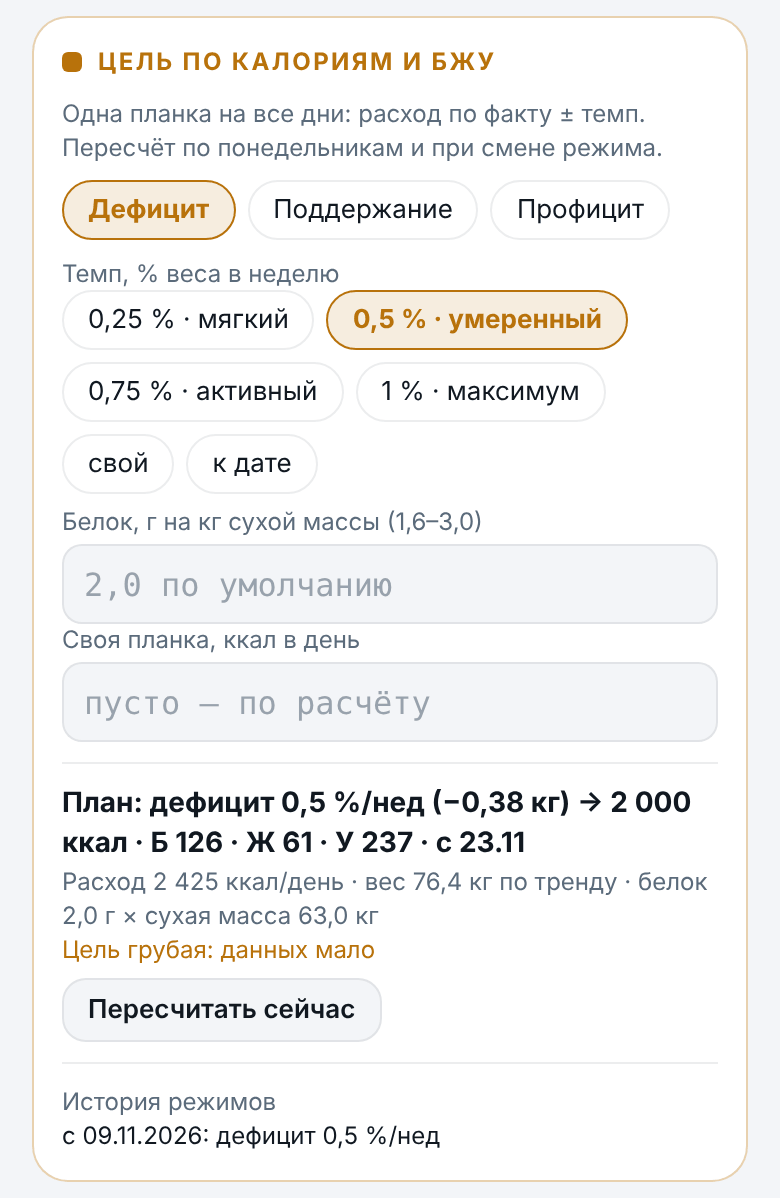 ЦЕЛЬ ПО КАЛОРИЯМ И БЖУ
Одна планка на все дни: расход по факту ± темп.
Пересчёт по понедельникам и при смене режима.
Дефицит Поддержание Профицит
Темп, % веса в неделю
0,25 % · мягкий 0,5 % · умеренный
0,75 % · активный 1 % · максимум
свой к дате
Белок, г на кг сухой массы (1,6–3,0)
2,0 по умолчанию
Своя планка, ккал в день
пусто — по расчёту
План: дефицит 0,5 %/нед (−0,38 кг) → 2 000
ккал · Б 126 · Ж 61 · У 237 · с 23.11
Расход 2 425 ккал/день · вес 76,4 кг по тренду · белок
2,0 г × сухая масса 63,0 кг
Цель грубая: данных мало
Пересчитать сейчас
История режимов
с 09.11.2026: дефицит 0,5 %/нед